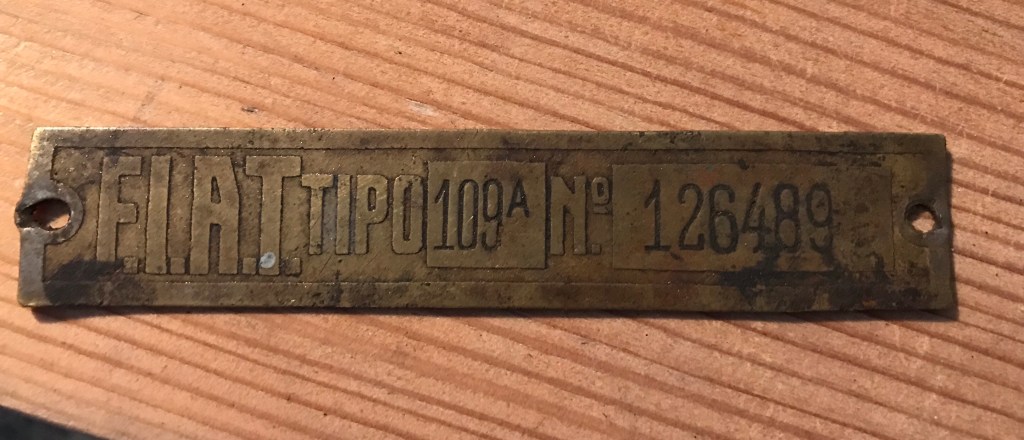 F.I.A.T. TIPO 109A Nº. 126489